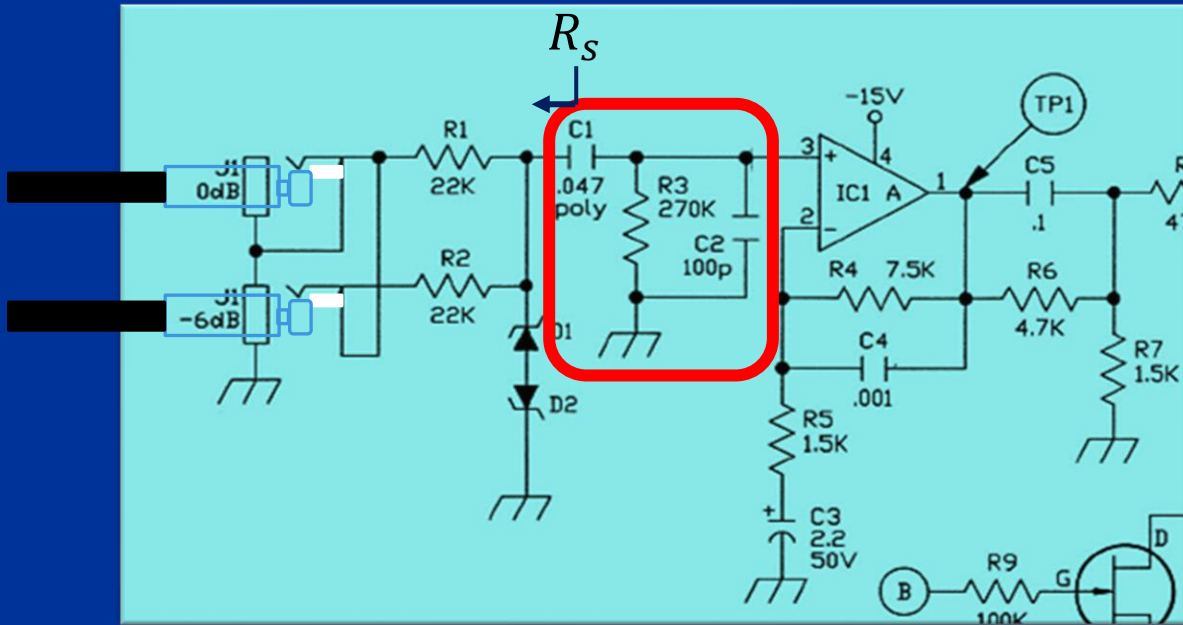 R_s
-15V
TP1
R1
22K
C1
.047
poly
3
+
4
IC1 A
1
C5
.1
R
47
J1
0dB
R3
270K
2
-
C2
100p
R2
22K
R4 7.5K
R6
4.7K
J1
-6dB
D1
C4
.001
R7
1.5K
D2
R5
1.5K
+
C3
2.2
50V
D
B
R9
100K
G